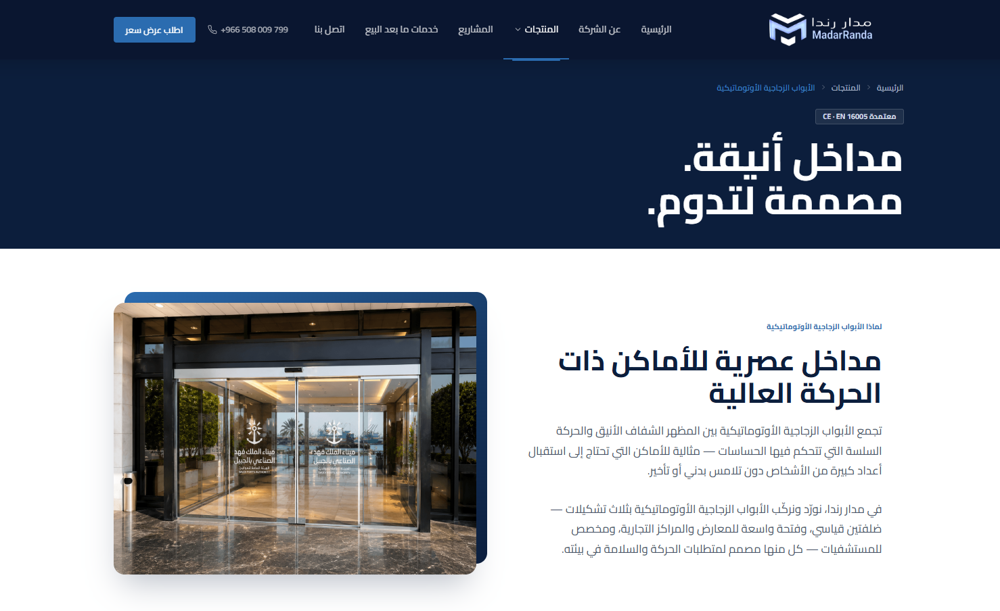 مدار رندا
MadarRanda
الرئيسية
عن الشركة
المنتجات
المشاريع
خدمات ما بعد البيع
اتصل بنا
+966 508 009 799
اطلب عرض سعر
الرئيسية
المنتجات
الأبواب الزجاجية الأوتوماتيكية
معتمدة CE · EN 16005
مداخل أنيقة.
مصممة لتدوم.
لماذا الأبواب الزجاجية الأوتوماتيكية
مداخل عصرية للأماكن ذات
الحركة العالية
تجمع الأبواب الزجاجية الأوتوماتيكية بين المظهر الشفاف الأنيق والحركة
السلسة التي تتحكم فيها الحساسات — مثالية للأماكن التي تحتاج إلى استقبال
أعداد كبيرة من الأشخاص دون تلامس بدني أو تأخير.
في مدار رندا، نورّد ونركّب الأبواب الزجاجية الأوتوماتيكية بثلاث تشكيلات —
ضلفتين قياسي، وفتحة واسعة للمعارض والمراكز التجارية، ومخصص
للمستشفيات — كل منها مصمم لمتطلبات الحركة والسلامة في بيئته.
ميناء الملك فهد
الصناعي بالجبيل
ميناء الملك فهد
الصناعي بالجبيل